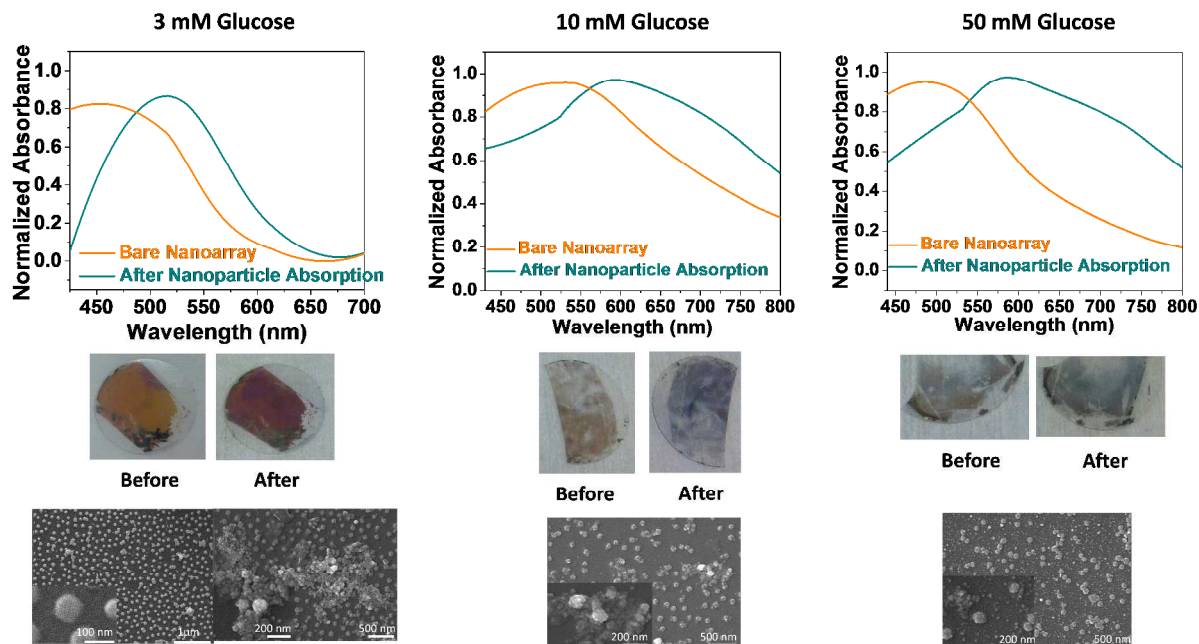 3 mM Glucose
Normalized Absorbance
1.0
0.8
0.6
0.4
0.2
0.0
Bare Nanoarray
After Nanoparticle Absorption
450 500 550 600 650 700
Wavelength (nm)
Before After
100 nm 1µm 200 nm 500 nm
10 mM Glucose
Normalized Absorbance
1.0
0.8
0.6
0.4
0.2
0.0
Bare Nanoarray
After Nanoparticle Absorption
450 500 550 600 650 700 750 800
Wavelength (nm)
Before After
200 nm 500 nm
50 mM Glucose
Normalized Absorbance
1.0
0.8
0.6
0.4
0.2
0.0
Bare Nanoarray
After Nanoparticle Absorption
450 500 550 600 650 700 750 800
Wavelength (nm)
Before After
200 nm 500 nm